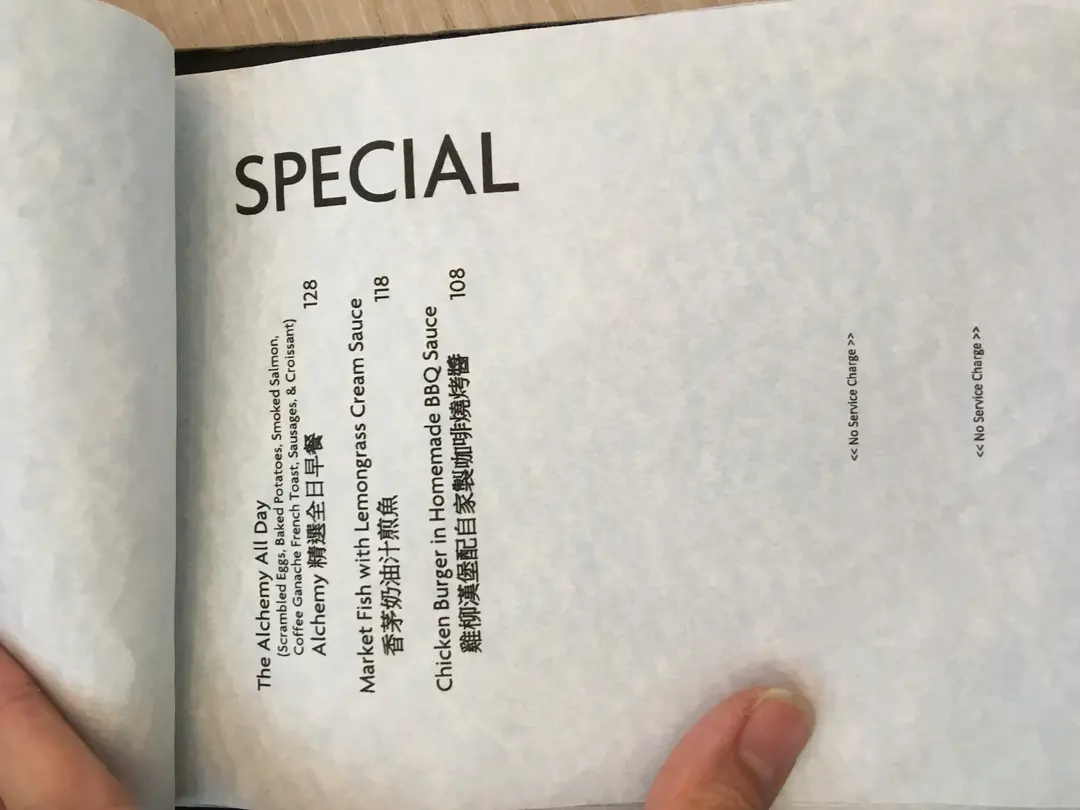 SPECIAL
The Alchemy All Day
(Scrambled Eggs, Baked Potatoes, Smoked Salmon,
Coffee Ganache French Toast, Sausages, & Croissant)
Alchemy 精選全日早餐 128
Market Fish with Lemongrass Cream Sauce
香茅奶油汁煎魚 118
Chicken Burger in Homemade BBQ Sauce
雞柳漢堡配自家製咖啡燒烤醬 108
<< No Service Charge >>
<< No Service Charge >>